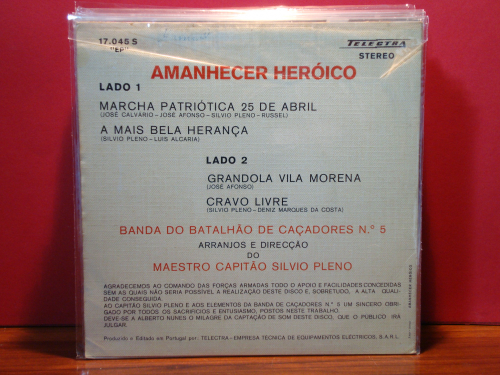 17.045 S
"EP"
TELECTRA
STEREO
AMANHECER HERÓICO
LADO 1
MARCHA PATRIÓTICA 25 DE ABRIL
(JOSÉ CALVARIO - JOSÉ AFONSO - SILVIO PLENO - RUSSEL)
A MAIS BELA HERANÇA
(SILVIO PLENO - LUIS ALCARIA)
LADO 2
GRANDOLA VILA MORENA
(JOSÉ AFONSO)
CRAVO LIVRE
(SILVIO PLENO - DENIZ MARQUES DA COSTA)
BANDA DO BATALHÃO DE CAÇADORES N.º 5
ARRANJOS E DIRECÇÃO
DO
MAESTRO CAPITÃO SILVIO PLENO
AGRADECEMOS AO COMANDO DAS FORÇAS ARMADAS TODO O APOIO E FACILIDADES CONCEDIDAS
SEM AS QUAIS NÃO SERIA POSSÍVEL A REALIZAÇÃO DESTE DISCO E, SOBRETUDO, A ALTA QUALI-
DADE CONSEGUIDA.
AO CAPITÃO SILVIO PLENO E AOS ELEMENTOS DA BANDA DE CAÇADORES N.º 5 UM SINCERO OBRI-
GADO POR TODOS OS SACRIFICIOS E ENTUSIASMO, POSTOS NESTE TRABALHO.
DEVE-SE A ALBERTO NUNES O MILAGRE DA CAPTAÇÃO DE SOM DESTE DISCO, QUE O PUBLICO IRÁ
JULGAR.
Produzido e Editado em Portugal por: TELECTRA - EMPRESA TÉCNICA DE EQUIPAMENTOS ELÉCTRICOS, S.A.R.L.